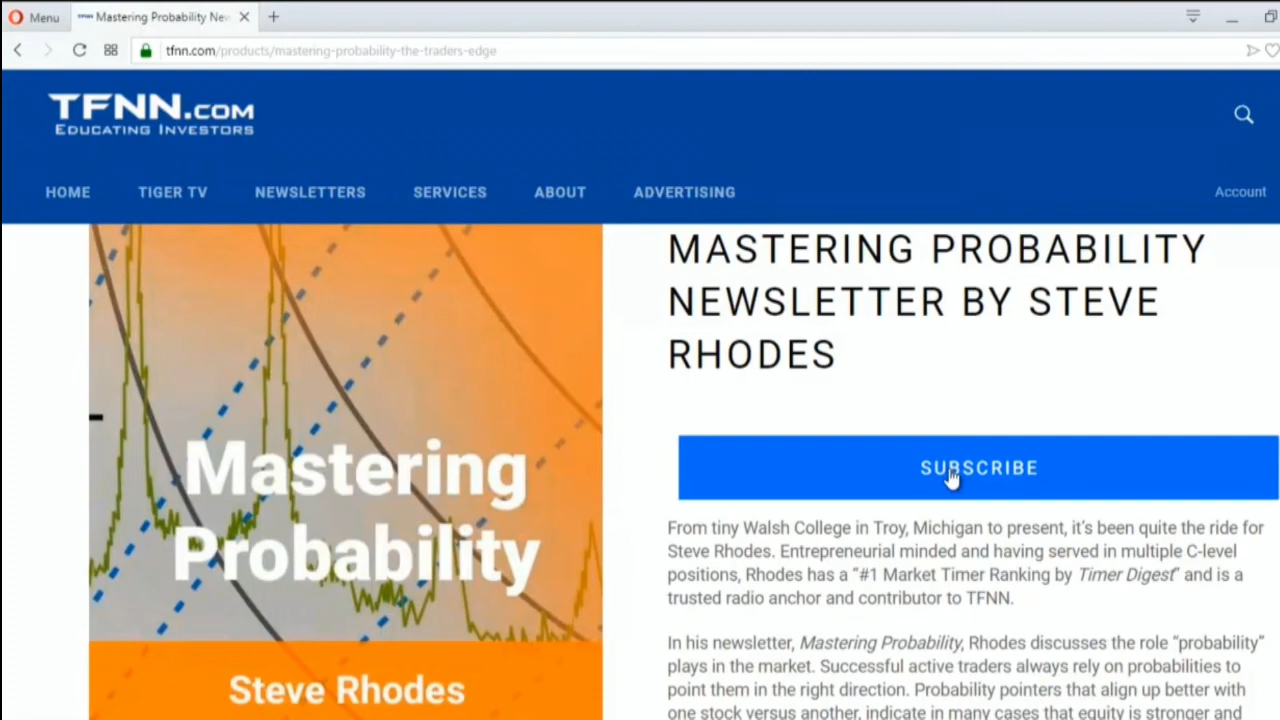 Menu
Mastering Probability Nev
tfnn.com/products/mastering-probability-the-traders-edge
TFNN.COM
EDUCATING INVESTORS
HOME TIGER TV NEWSLETTERS SERVICES ABOUT ADVERTISING Account
MASTERING PROBABILITY
NEWSLETTER BY STEVE
RHODES
SUBSCRIBE
From tiny Walsh College in Troy, Michigan to present, it's been quite the ride for
Steve Rhodes. Entrepreneurial minded and having served in multiple C-level
positions, Rhodes has a “#1 Market Timer Ranking by Timer Digest” and is a
trusted radio anchor and contributor to TFNN.
In his newsletter, Mastering Probability, Rhodes discusses the role “probability”
plays in the market. Successful active traders always rely on probabilities to
point them in the right direction. Probability pointers that align up better with
one stock versus another, indicate in many cases that equity is stronger and
Mastering
Probability
Steve Rhodes